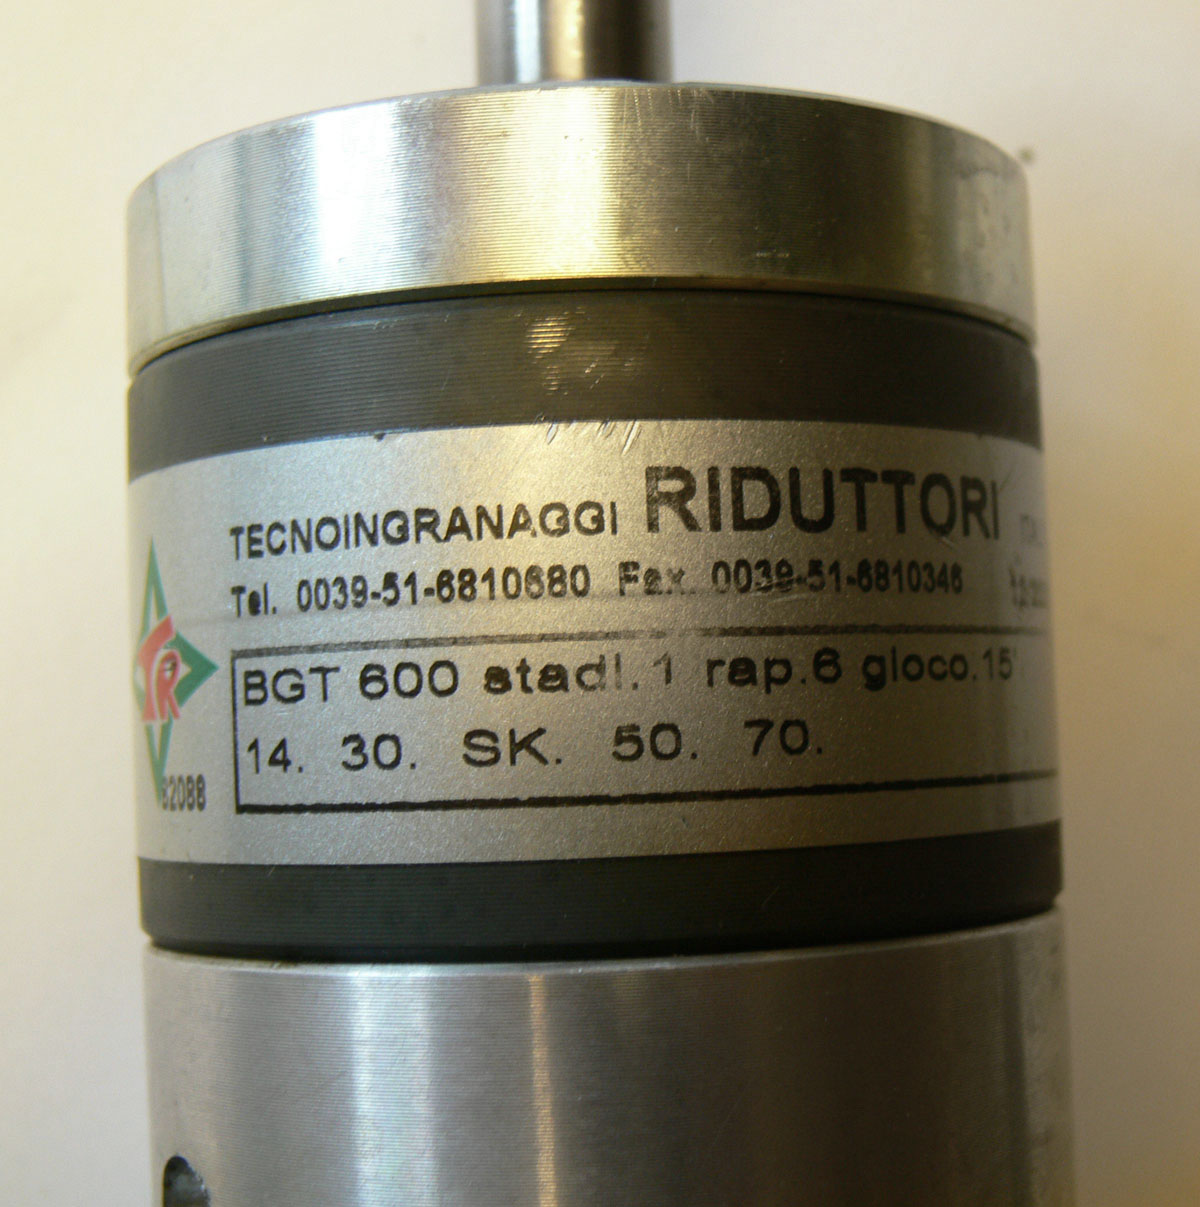 TECNOINGRANAGGI RIDUTTORI
Tel. 0039-51-6810680 Fax. 0039-51-6810346
BGT 600 stadi.1 rap.6 gioco.15'
14. 30. SK. 50. 70.
TR